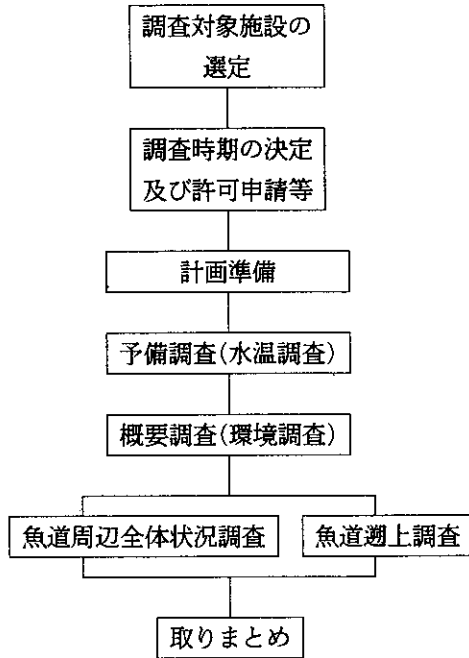 調査対象施設の
選定
調査時期の決定
及び許可申請等
計画準備
予備調査(水温調査)
概要調査(環境調査)
魚道周辺全体状況調査
魚道遡上調査
取りまとめ